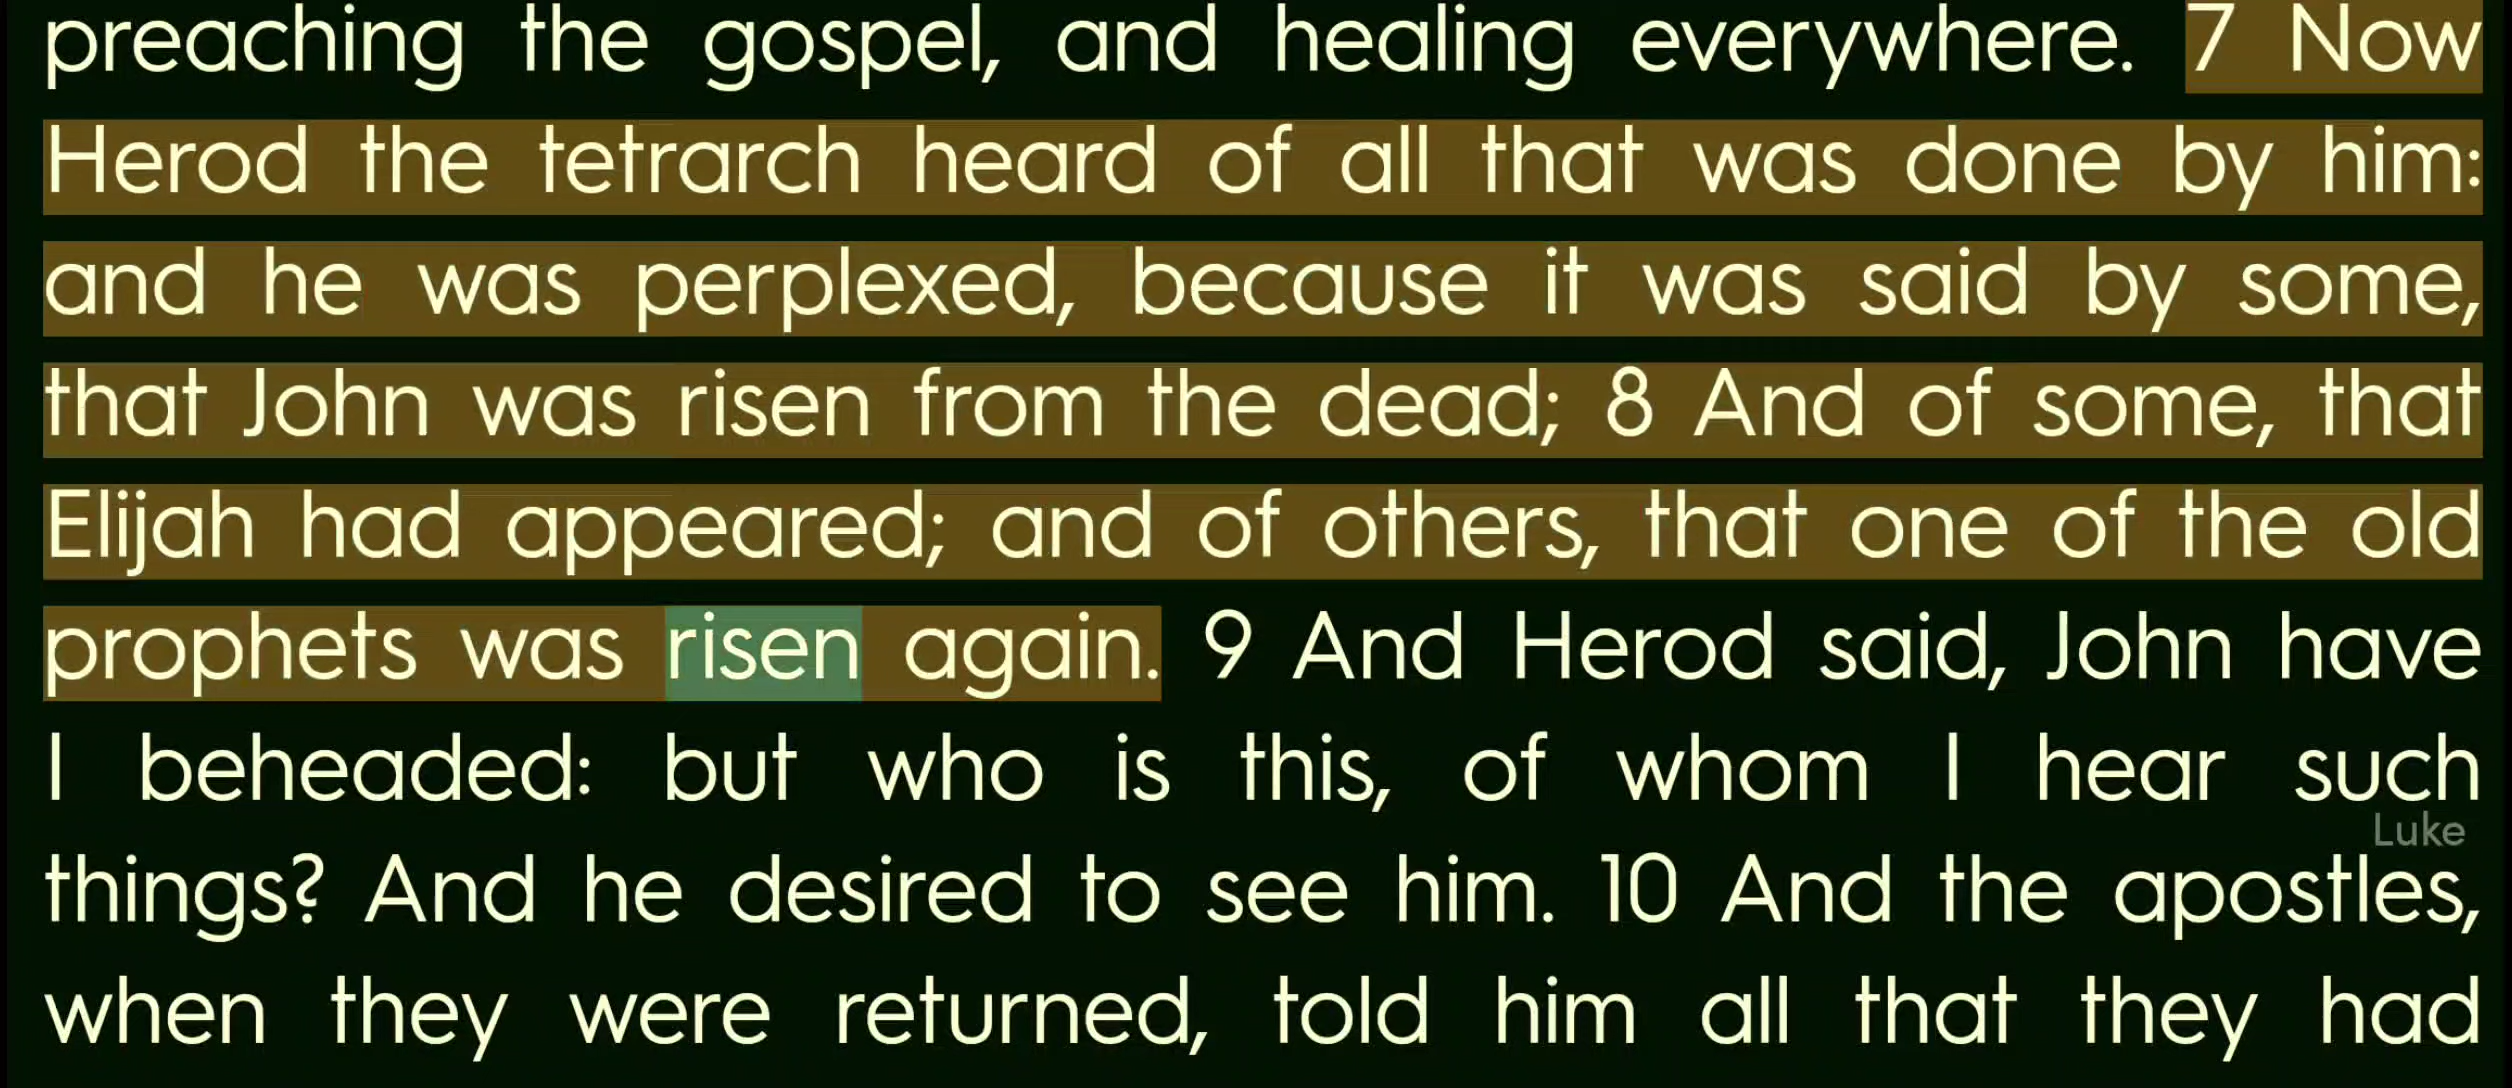 preaching the gospel, and healing everywhere. 7 Now
Herod the tetrarch heard of all that was done by him:
and he was perplexed, because it was said by some,
that John was risen from the dead; 8 And of some, that
Elijah had appeared; and of others, that one of the old
prophets was risen again. 9 And Herod said, John have
I beheaded: but who is this, of whom I hear such
Luke
things? And he desired to see him. 10 And the apostles,
when they were returned, told him all that they had